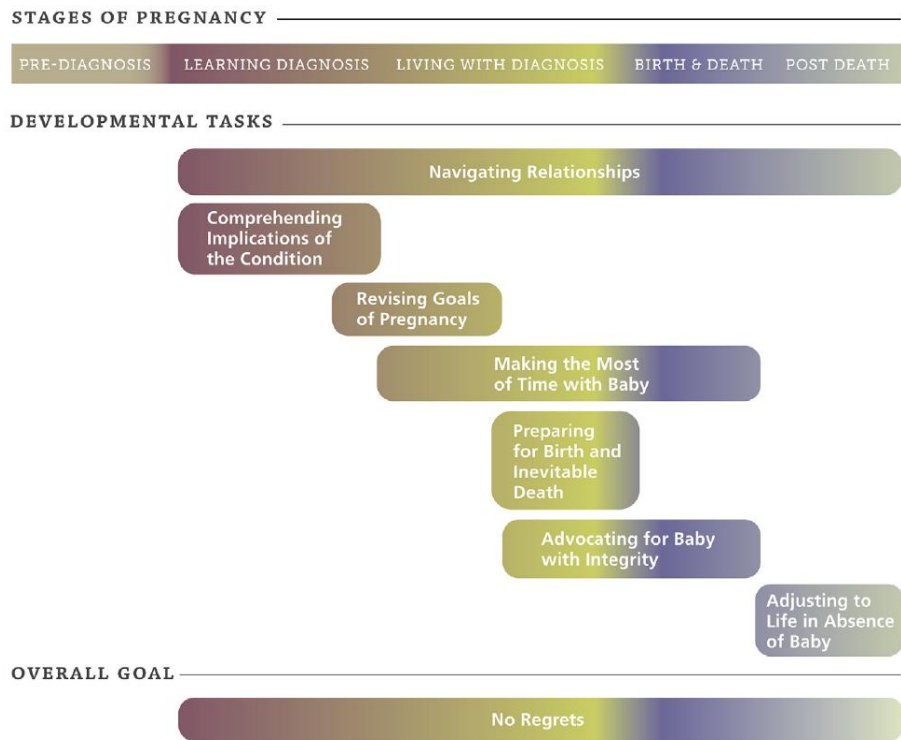 STAGES OF PREGNANCY
PRE-DIAGNOSIS LEARNING DIAGNOSIS LIVING WITH DIAGNOSIS BIRTH & DEATH POST DEATH
DEVELOPMENTAL TASKS
Navigating Relationships
Comprehending
Implications of
the Condition
Revising Goals
of Pregnancy
Making the Most
of Time with Baby
Preparing
for Birth and
Inevitable
Death
Advocating for Baby
with Integrity
Adjusting to
Life in Absence
of Baby
OVERALL GOAL
No Regrets